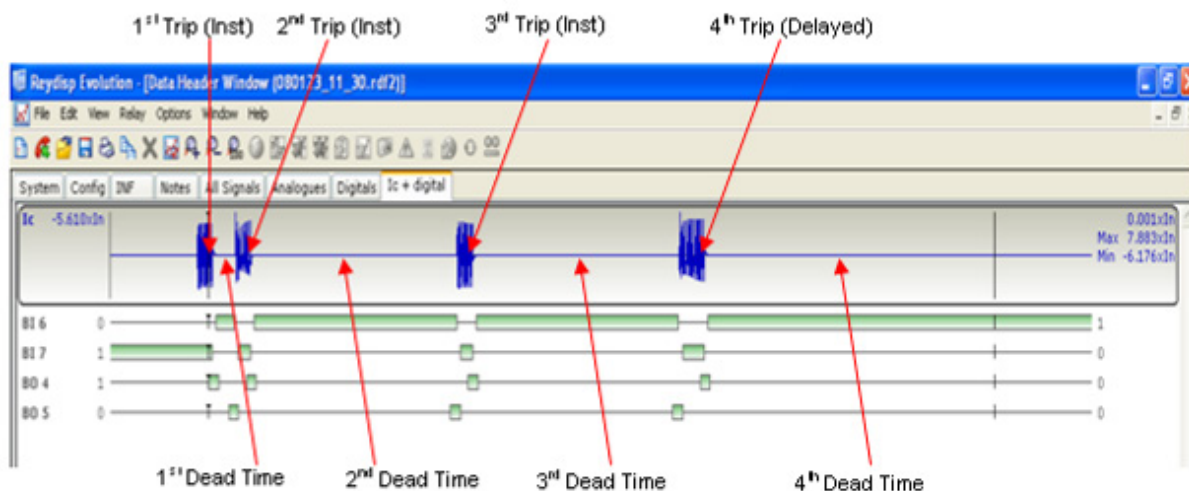 1st Trip (Inst) 2nd Trip (Inst) 3rd Trip (Inst) 4th Trip (Delayed)
Reydisp Evolution - [Data Header Window (080123_11_30.rdf2)]
File Edit View Relay Options Window Help
System Config INF Notes All Signals Analogues Digitals Ic + digital
Ic -5.610xIn 0.001xIn
Max 7.883xIn
Min -6.176xIn
BI 6 0 1
BI 7 1 0
BO 4 1 0
BO 5 0 0
1st Dead Time 2nd Dead Time 3rd Dead Time 4th Dead Time